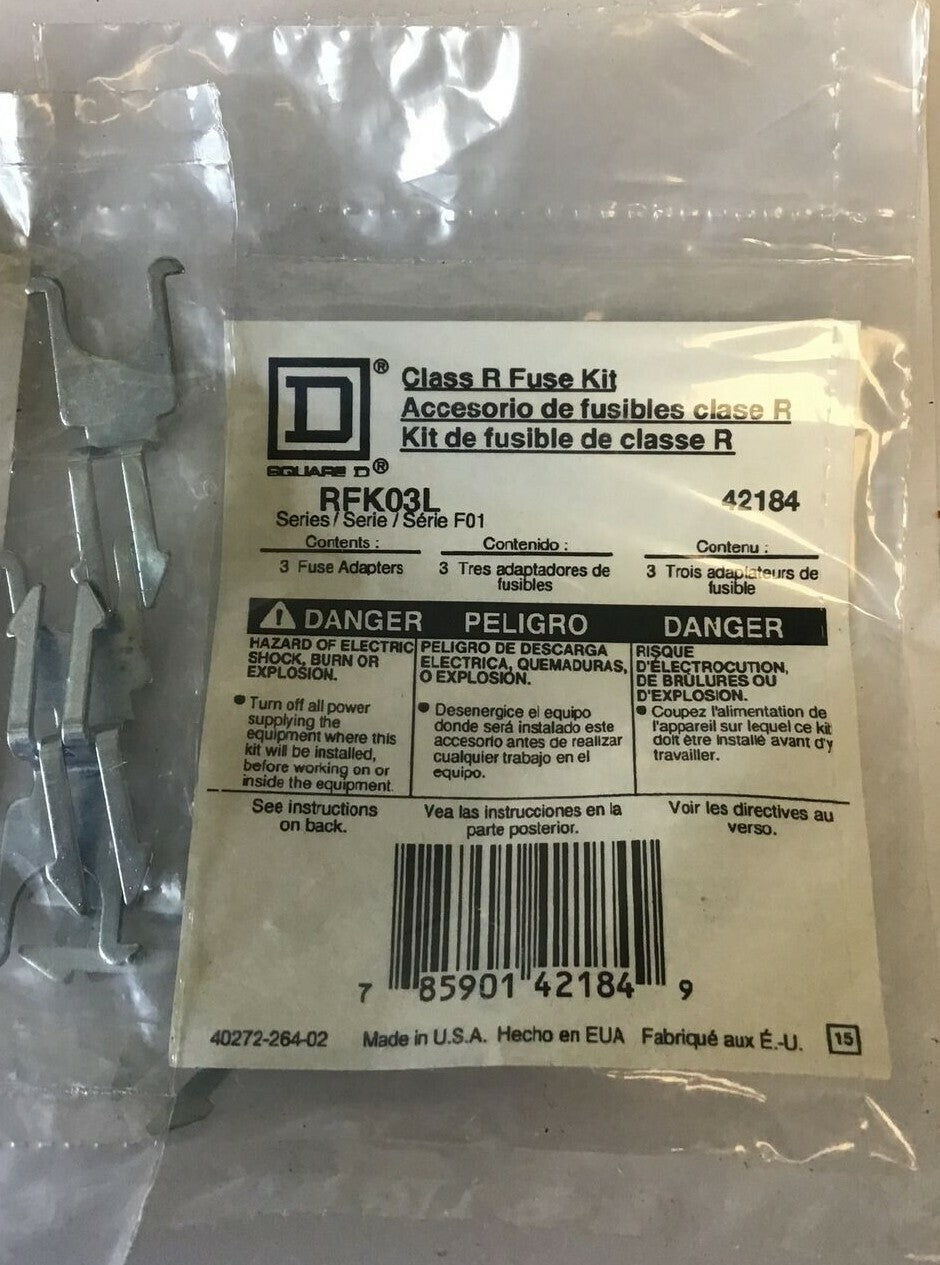 D®
SQUARE D®
Class R Fuse Kit
Accesorio de fusibles clase R
Kit de fusible de classe R
RFK03L 42184
Series / Serie / Série F01
Contents :
3 Fuse Adapters
Contenido :
3 Tres adaptadores de
fusibles
Contenu :
3 Trois adaptateurs de
fusible
DANGER PELIGRO DANGER
HAZARD OF ELECTRIC
SHOCK, BURN OR
EXPLOSION.
• Turn off all power
supplying the
equipment where this
kit will be installed,
before working on or
inside the equipment.
PELIGRO DE DESCARGA
ELECTRICA, QUEMADURAS,
O EXPLOSIÓN.
• Desenergice el equipo
donde será instalado este
accesorio antes de realizar
cualquier trabajo en el
equipo.
RISQUE
D'ÉLECTROCUTION,
DE BRÛLURES OU
D'EXPLOSION.
• Coupez l'alimentation de
l'appareil sur lequel ce kit
doit être installé avant d'y
travailler.
See instructions
on back.
Vea las instrucciones en la
parte posterior.
Voir les directives au
verso.
7 85901 42184 9
40272-264-02 Made in U.S.A. Hecho en EUA Fabriqué aux É.-U. 15